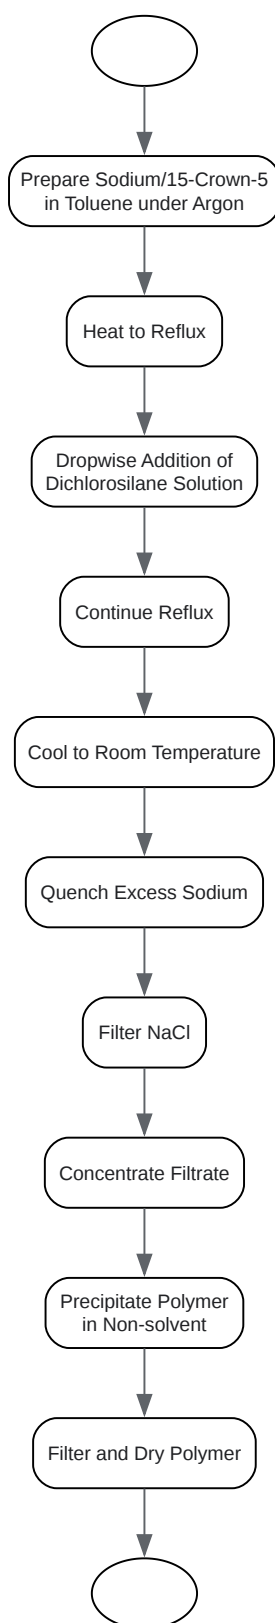 Prepare Sodium/15-Crown-5
in Toluene under Argon
Heat to Reflux
Dropwise Addition of
Dichlorosilane Solution
Continue Reflux
Cool to Room Temperature
Quench Excess Sodium
Filter NaCl
Concentrate Filtrate
Precipitate Polymer
in Non-solvent
Filter and Dry Polymer